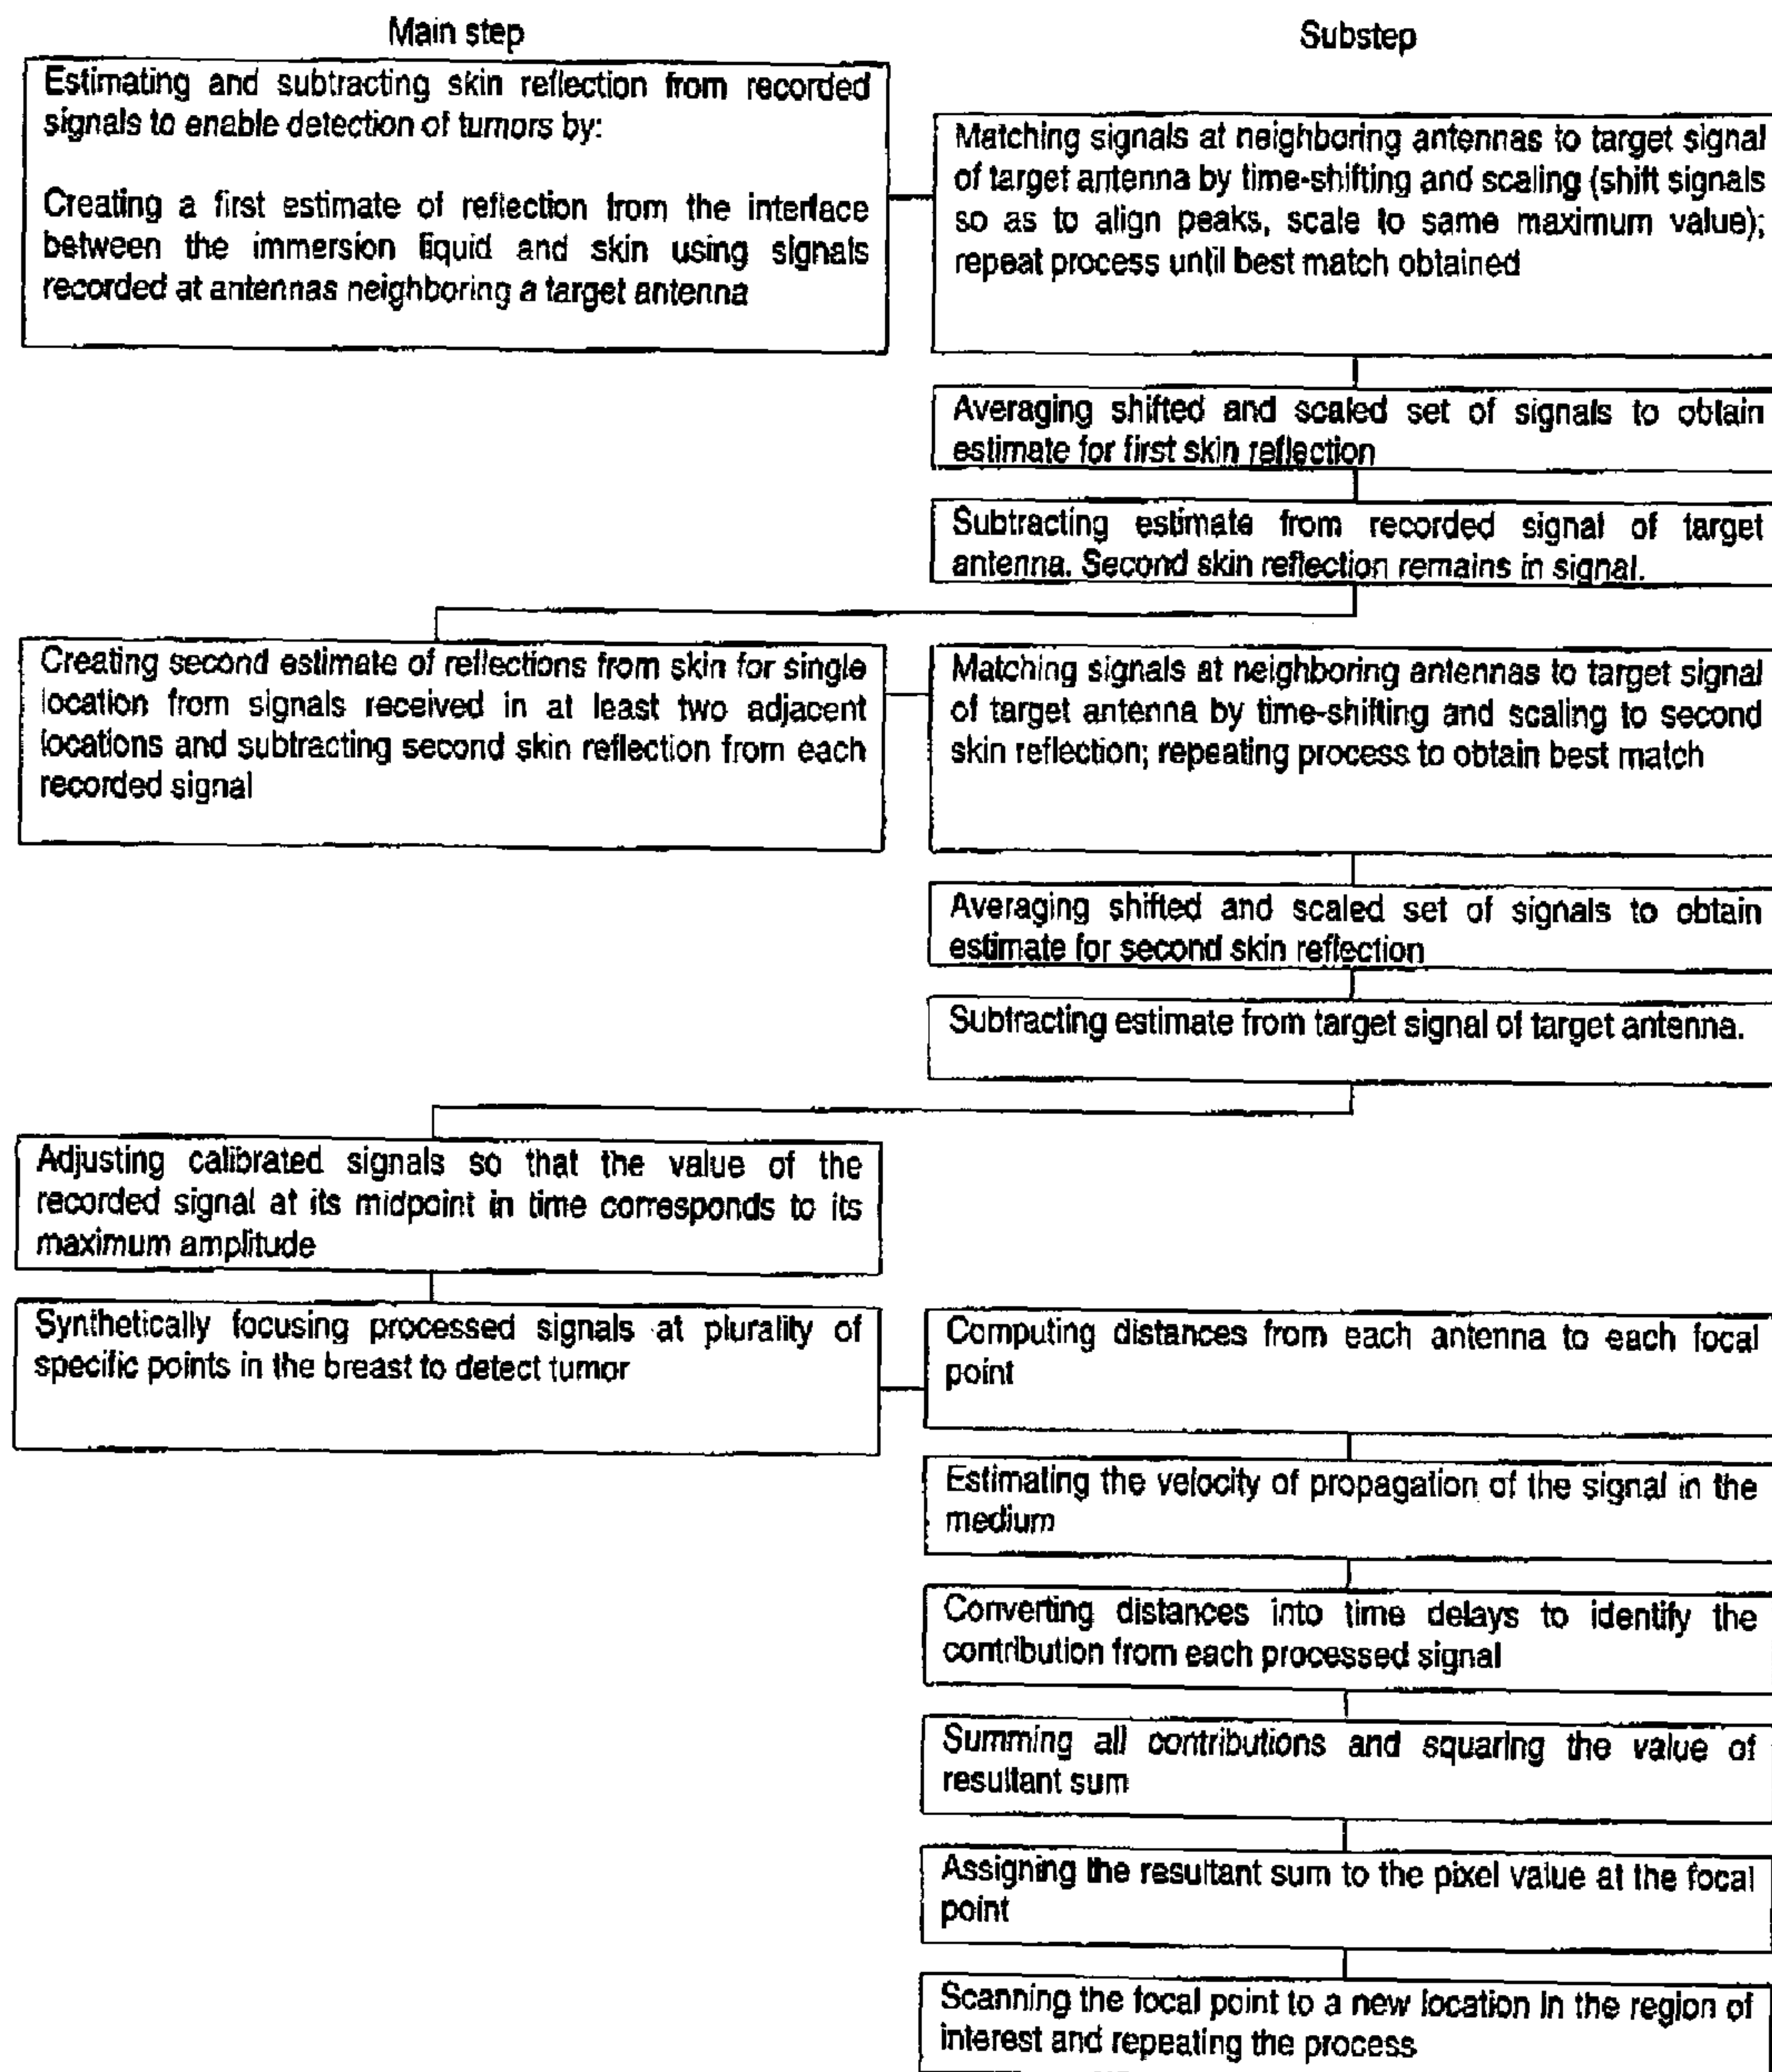 Main step
Substep
Estimating and subtracting skin reflection from recorded
signals to enable detection of tumors by:
Creating a first estimate of reflection from the interface
between the immersion liquid and skin using signals
recorded at antennas neighboring a target antenna
Matching signals at neighboring antennas to target signal
of target antenna by time-shifting and scaling (shift signals
so as to align peaks, scale to same maximum value);
repeat process until best match obtained
Averaging shifted and scaled set of signals to obtain
estimate for first skin reflection
Subtracting estimate from recorded signal of target
antenna. Second skin reflection remains in signal.
Creating second estimate of reflections from skin for single
location from signals received in at least two adjacent
locations and subtracting second skin reflection from each
recorded signal
Matching signals at neighboring antennas to target signal
of target antenna by time-shifting and scaling to second
skin reflection; repeating process to obtain best match
Averaging shifted and scaled set of signals to obtain
estimate for second skin reflection
Subtracting estimate from target signal of target antenna.
Adjusting calibrated signals so that the value of the
recorded signal at its midpoint in time corresponds to its
maximum amplitude
Synthetically focusing processed signals at plurality of
specific points in the breast to detect tumor
Computing distances from each antenna to each focal
point
Estimating the velocity of propagation of the signal in the
medium
Converting distances into time delays to identify the
contribution from each processed signal
Summing all contributions and squaring the value of
resultant sum
Assigning the resultant sum to the pixel value at the focal
point
Scanning the focal point to a new location in the region of
interest and repeating the process